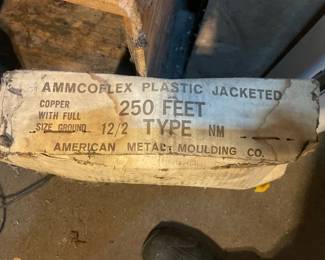 AMMCOFLEX PLASTIC JACKETED
COPPER 250 FEET
WITH FULL
SIZE GROUND 12/2 TYPE NM
AMERICAN METAL MOULDING CO.